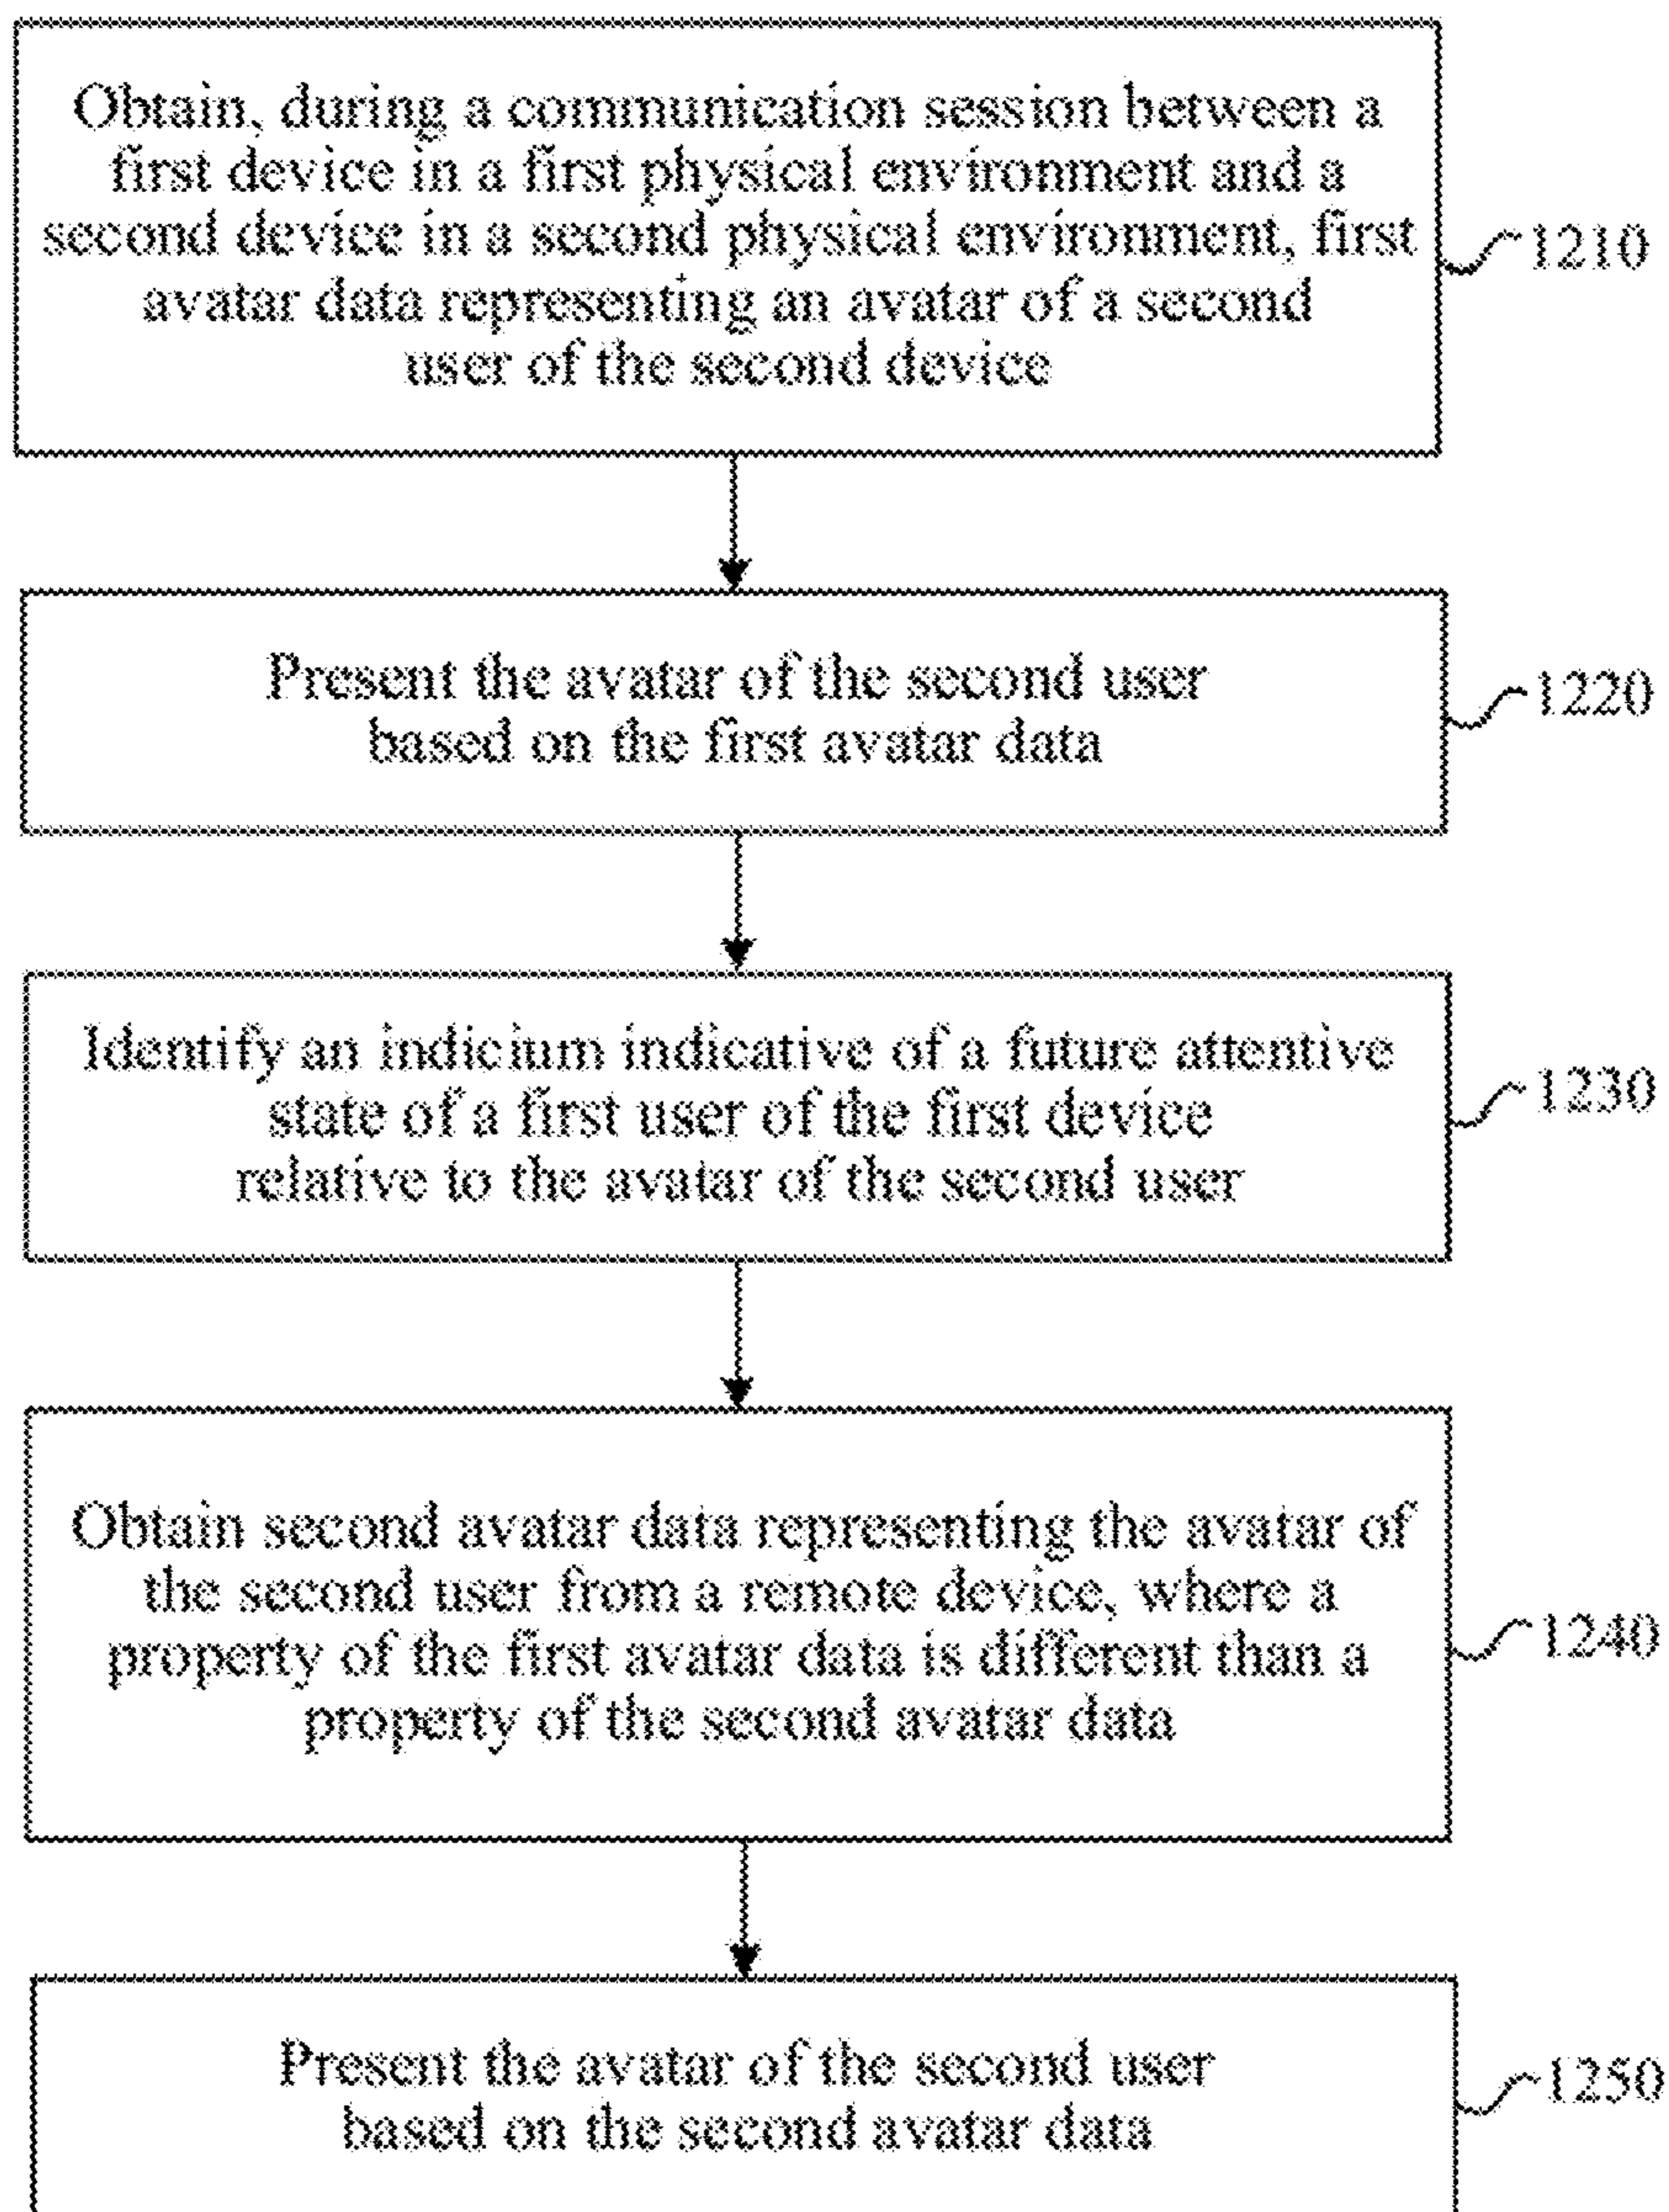 Obtain, during a communication session between a
first device in a first physical environment and a
second device in a second physical environment, first
avatar data representing an avatar of a second
user of the second device
1210
Present the avatar of the second user
based on the first avatar data
1220
Identify an indicium indicative of a future attentive
state of a first user of the first device
relative to the avatar of the second user
1230
Obtain second avatar data representing the avatar of
the second user from a remote device, where a
property of the first avatar data is different than a
property of the second avatar data
1240
Present the avatar of the second user
based on the second avatar data
1250